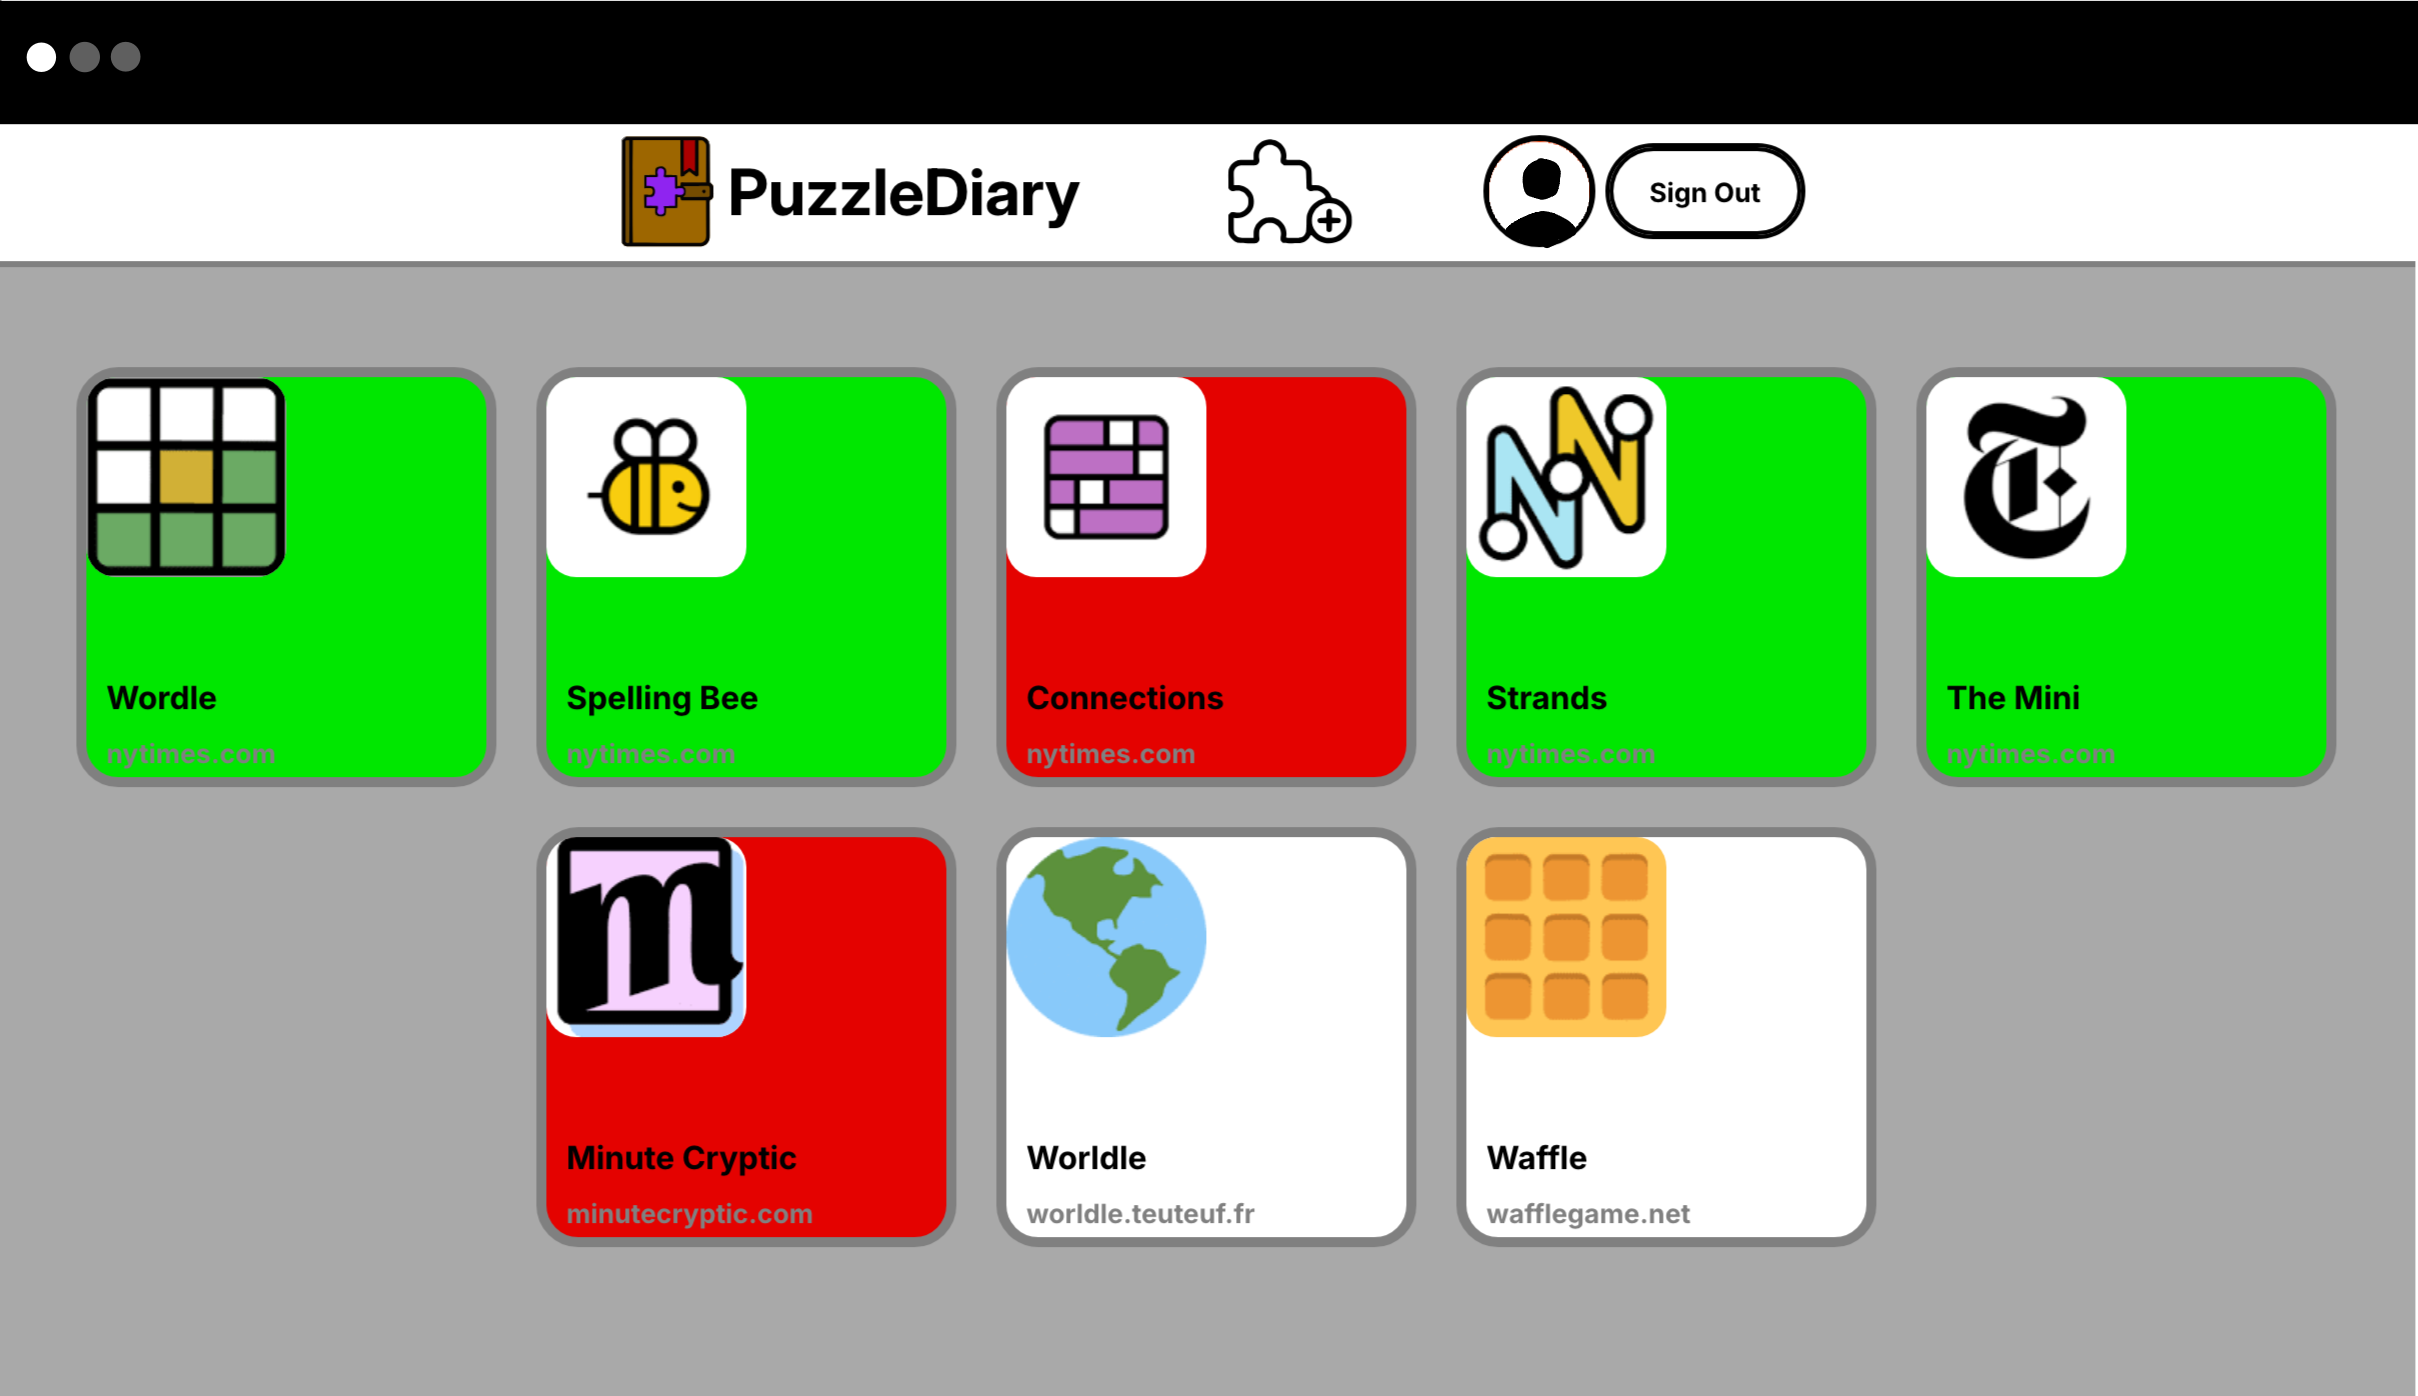 PuzzleDiary
Sign Out
Wordle
nytimes.com
Spelling Bee
nytimes.com
Connections
nytimes.com
Strands
nytimes.com
The Mini
nytimes.com
Minute Cryptic
minutecryptic.com
Worldle
worldle.teuteuf.fr
Waffle
wafflegame.net